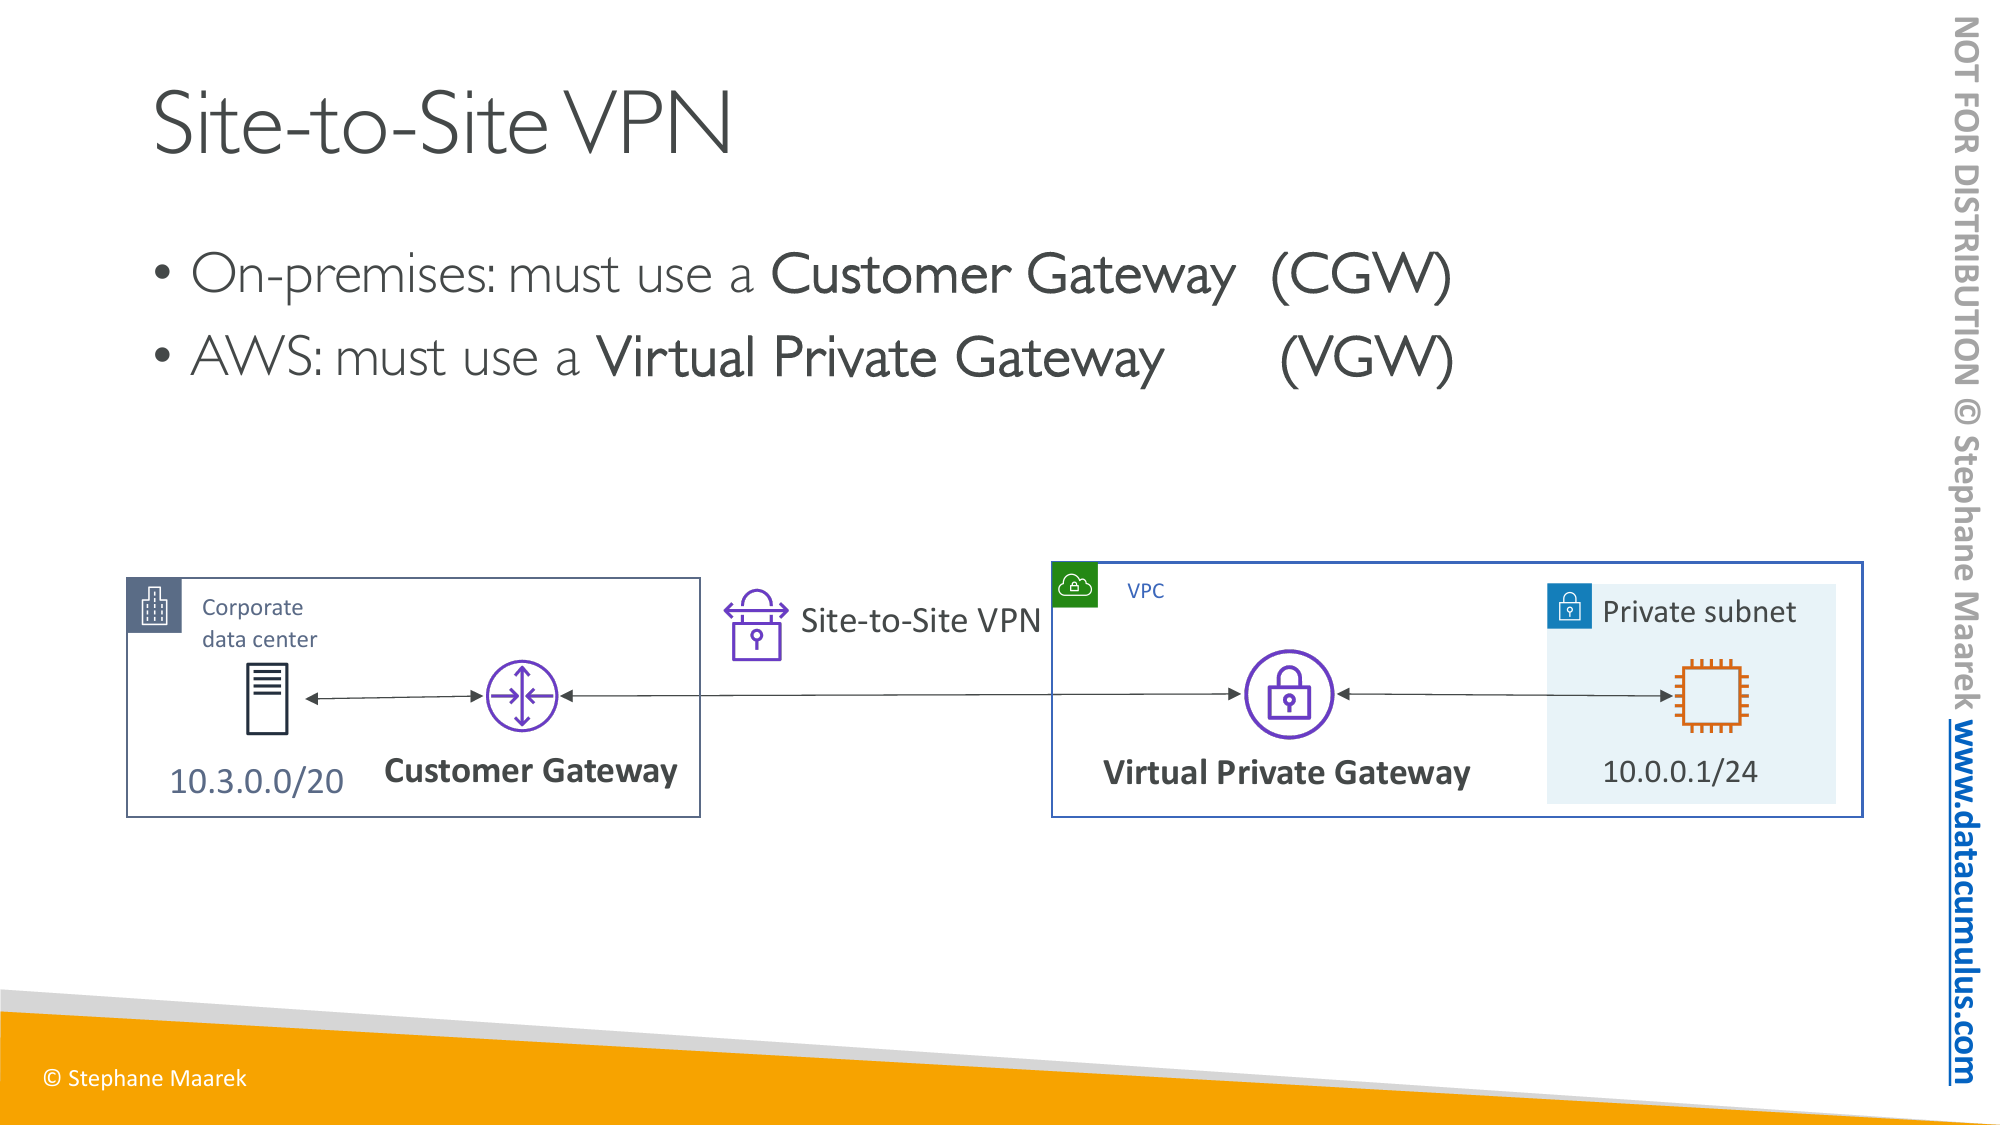 Site-to-Site VPN
• On-premises: must use a Customer Gateway (CGW)
• AWS: must use a Virtual Private Gateway (VGW)
Corporate
data center
10.3.0.0/20
Customer Gateway
Site-to-Site VPN
VPC
Virtual Private Gateway
Private subnet
10.0.0.1/24
© Stephane Maarek
NOT FOR DISTRIBUTION © Stephane Maarek www.datacumulus.com